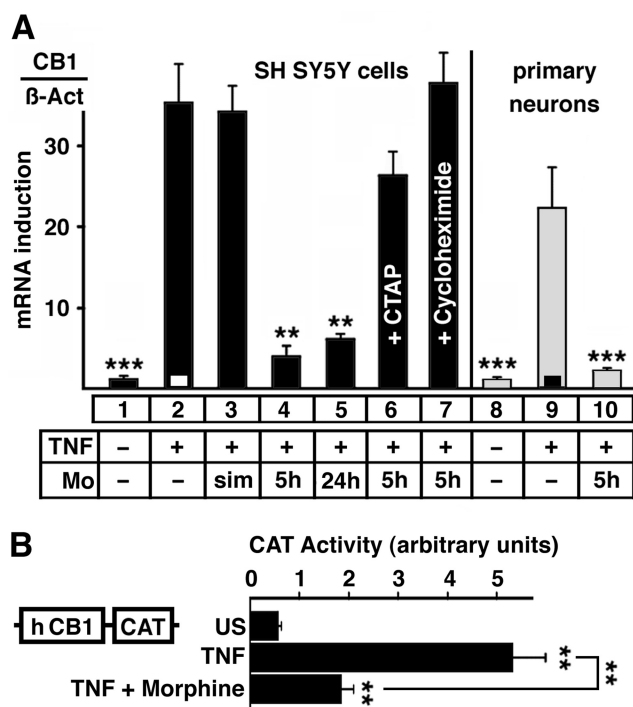 A
CB1
ß-Act
SH SY5Y cells
primary
neurons
mRNA induction
30
20
10
*** ** ** + CTAP + Cycloheximide *** ***
1 2 3 4 5 6 7 8 9 10
TNF – + + + + + + – + +
Mo – – sim 5h 24h 5h 5h – – 5h
B
CAT Activity (arbitrary units)
0 1 2 3 4 5
h CB1 CAT
US
TNF ** **
TNF + Morphine **